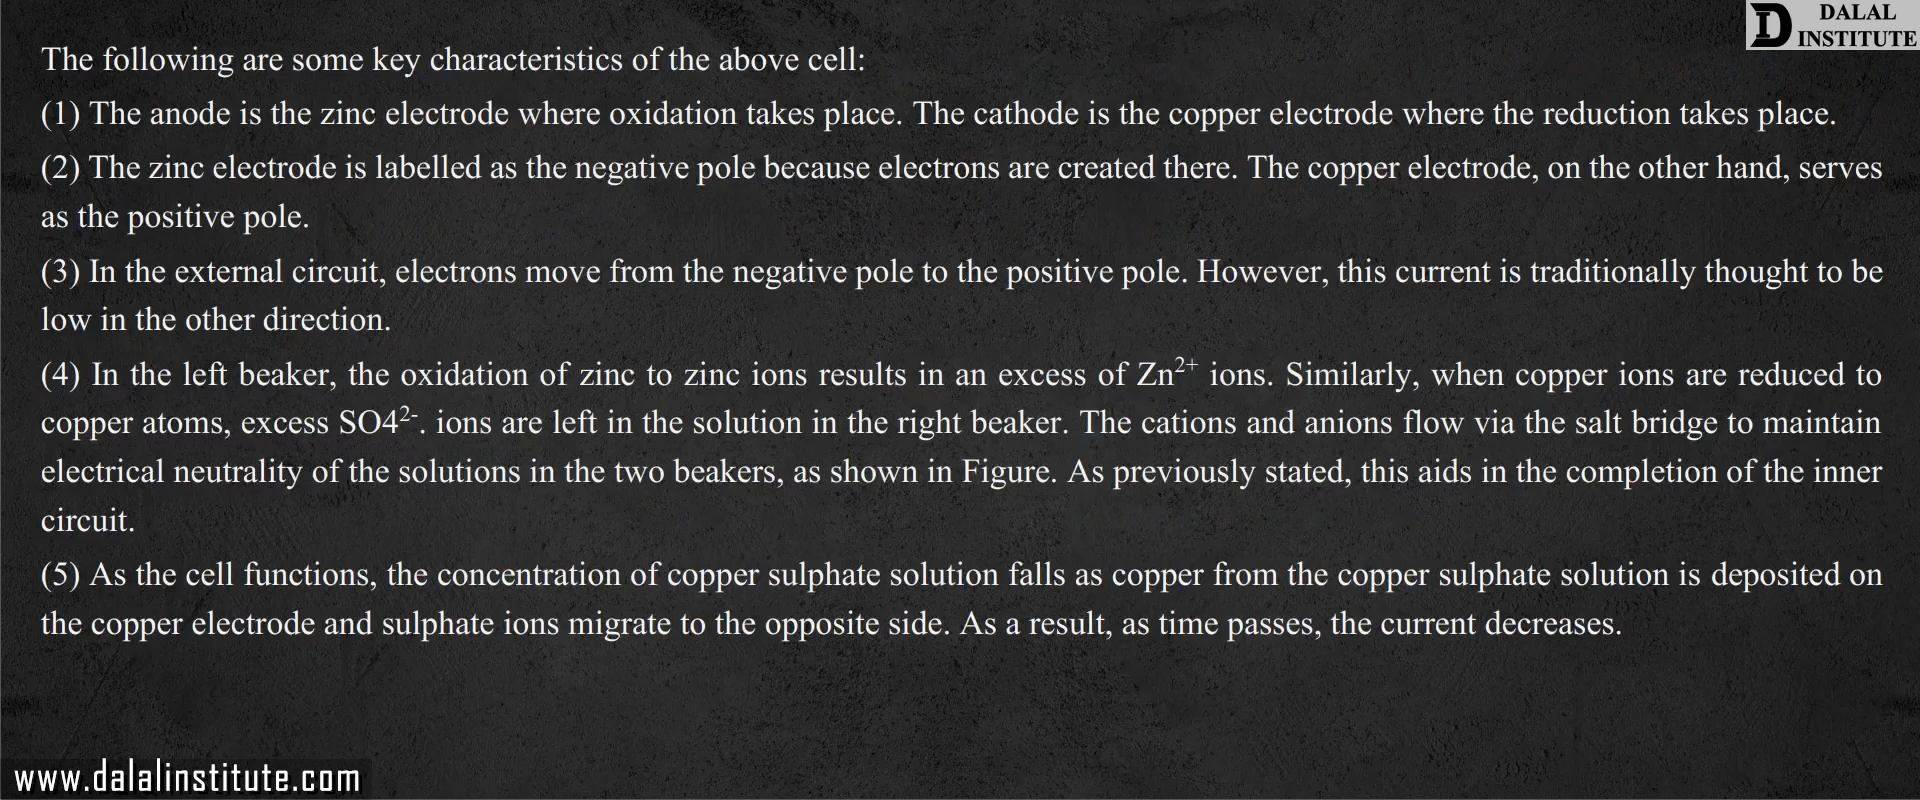 DALAL
INSTITUTE
The following are some key characteristics of the above cell:
(1) The anode is the zinc electrode where oxidation takes place. The cathode is the copper electrode where the reduction takes place.
(2) The zinc electrode is labelled as the negative pole because electrons are created there. The copper electrode, on the other hand, serves
as the positive pole.
(3) In the external circuit, electrons move from the negative pole to the positive pole. However, this current is traditionally thought to be
low in the other direction.
(4) In the left beaker, the oxidation of zinc to zinc ions results in an excess of Zn²⁺ ions. Similarly, when copper ions are reduced to
copper atoms, excess SO4²⁻. ions are left in the solution in the right beaker. The cations and anions flow via the salt bridge to maintain
electrical neutrality of the solutions in the two beakers, as shown in Figure. As previously stated, this aids in the completion of the inner
circuit.
(5) As the cell functions, the concentration of copper sulphate solution falls as copper from the copper sulphate solution is deposited on
the copper electrode and sulphate ions migrate to the opposite side. As a result, as time passes, the current decreases.
www.dalalinstitute.com